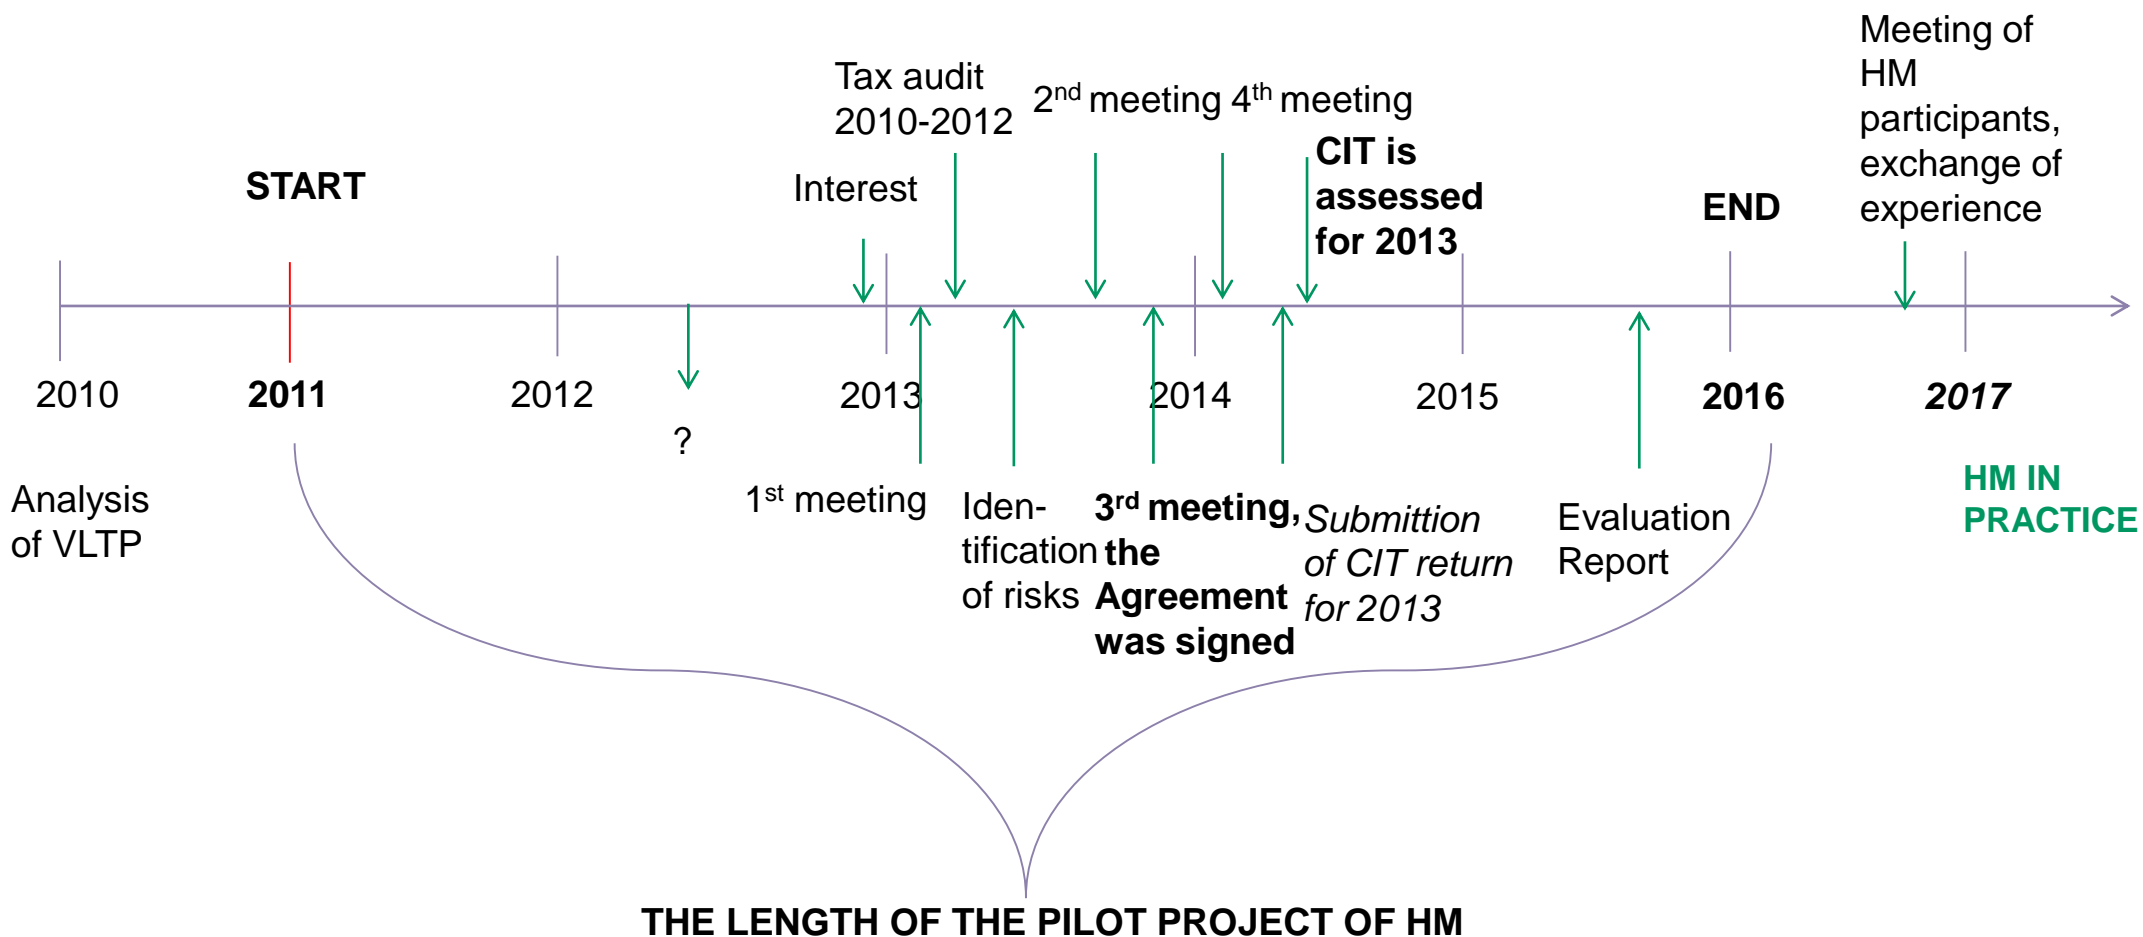 Meeting of
HM
participants,
exchange of
experience
Tax audit
2010-2012
2nd meeting 4th meeting
CIT is
assessed
for 2013
START
Interest
END
2010 2011 2012 2013 2014 2015 2016 2017
?
Analysis
of VLTP
1st meeting
Iden-
tification
of risks
3rd meeting,
the
Agreement
was signed
Submittion
of CIT return
for 2013
Evaluation
Report
HM IN
PRACTICE
THE LENGTH OF THE PILOT PROJECT OF HM